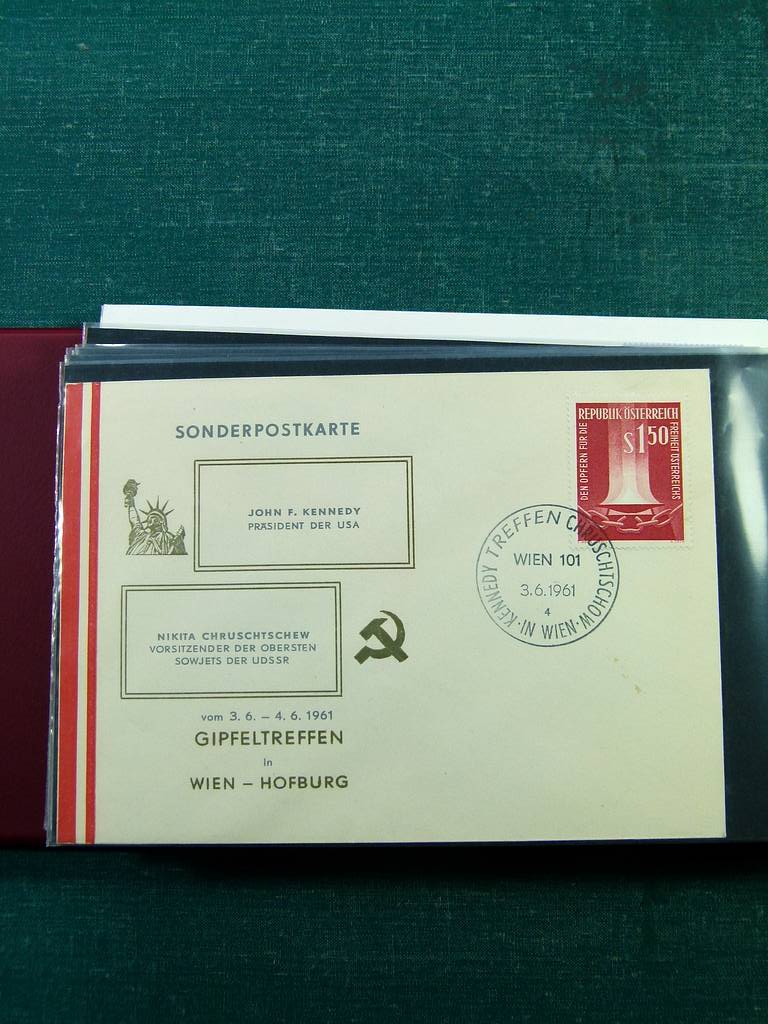 SONDERPOSTKARTE
JOHN F. KENNEDY
PRÄSIDENT DER USA
NIKITA CHRUSCHTSCHEW
VORSITZENDER DER OBERSTEN
SOWJETS DER UDSSR
vom 3. 6. – 4. 6. 1961
GIPFELTREFFEN
in
WIEN – HOFBURG
REPUBLIK ÖSTERREICH
S150
DEN OPFERN FÜR DIE
FREIHEIT ÖSTERREICHS
KENNEDY TREFFEN CHRUSCHTSCHOW
WIEN 101
3.6.1961
4
· IN WIEN ·